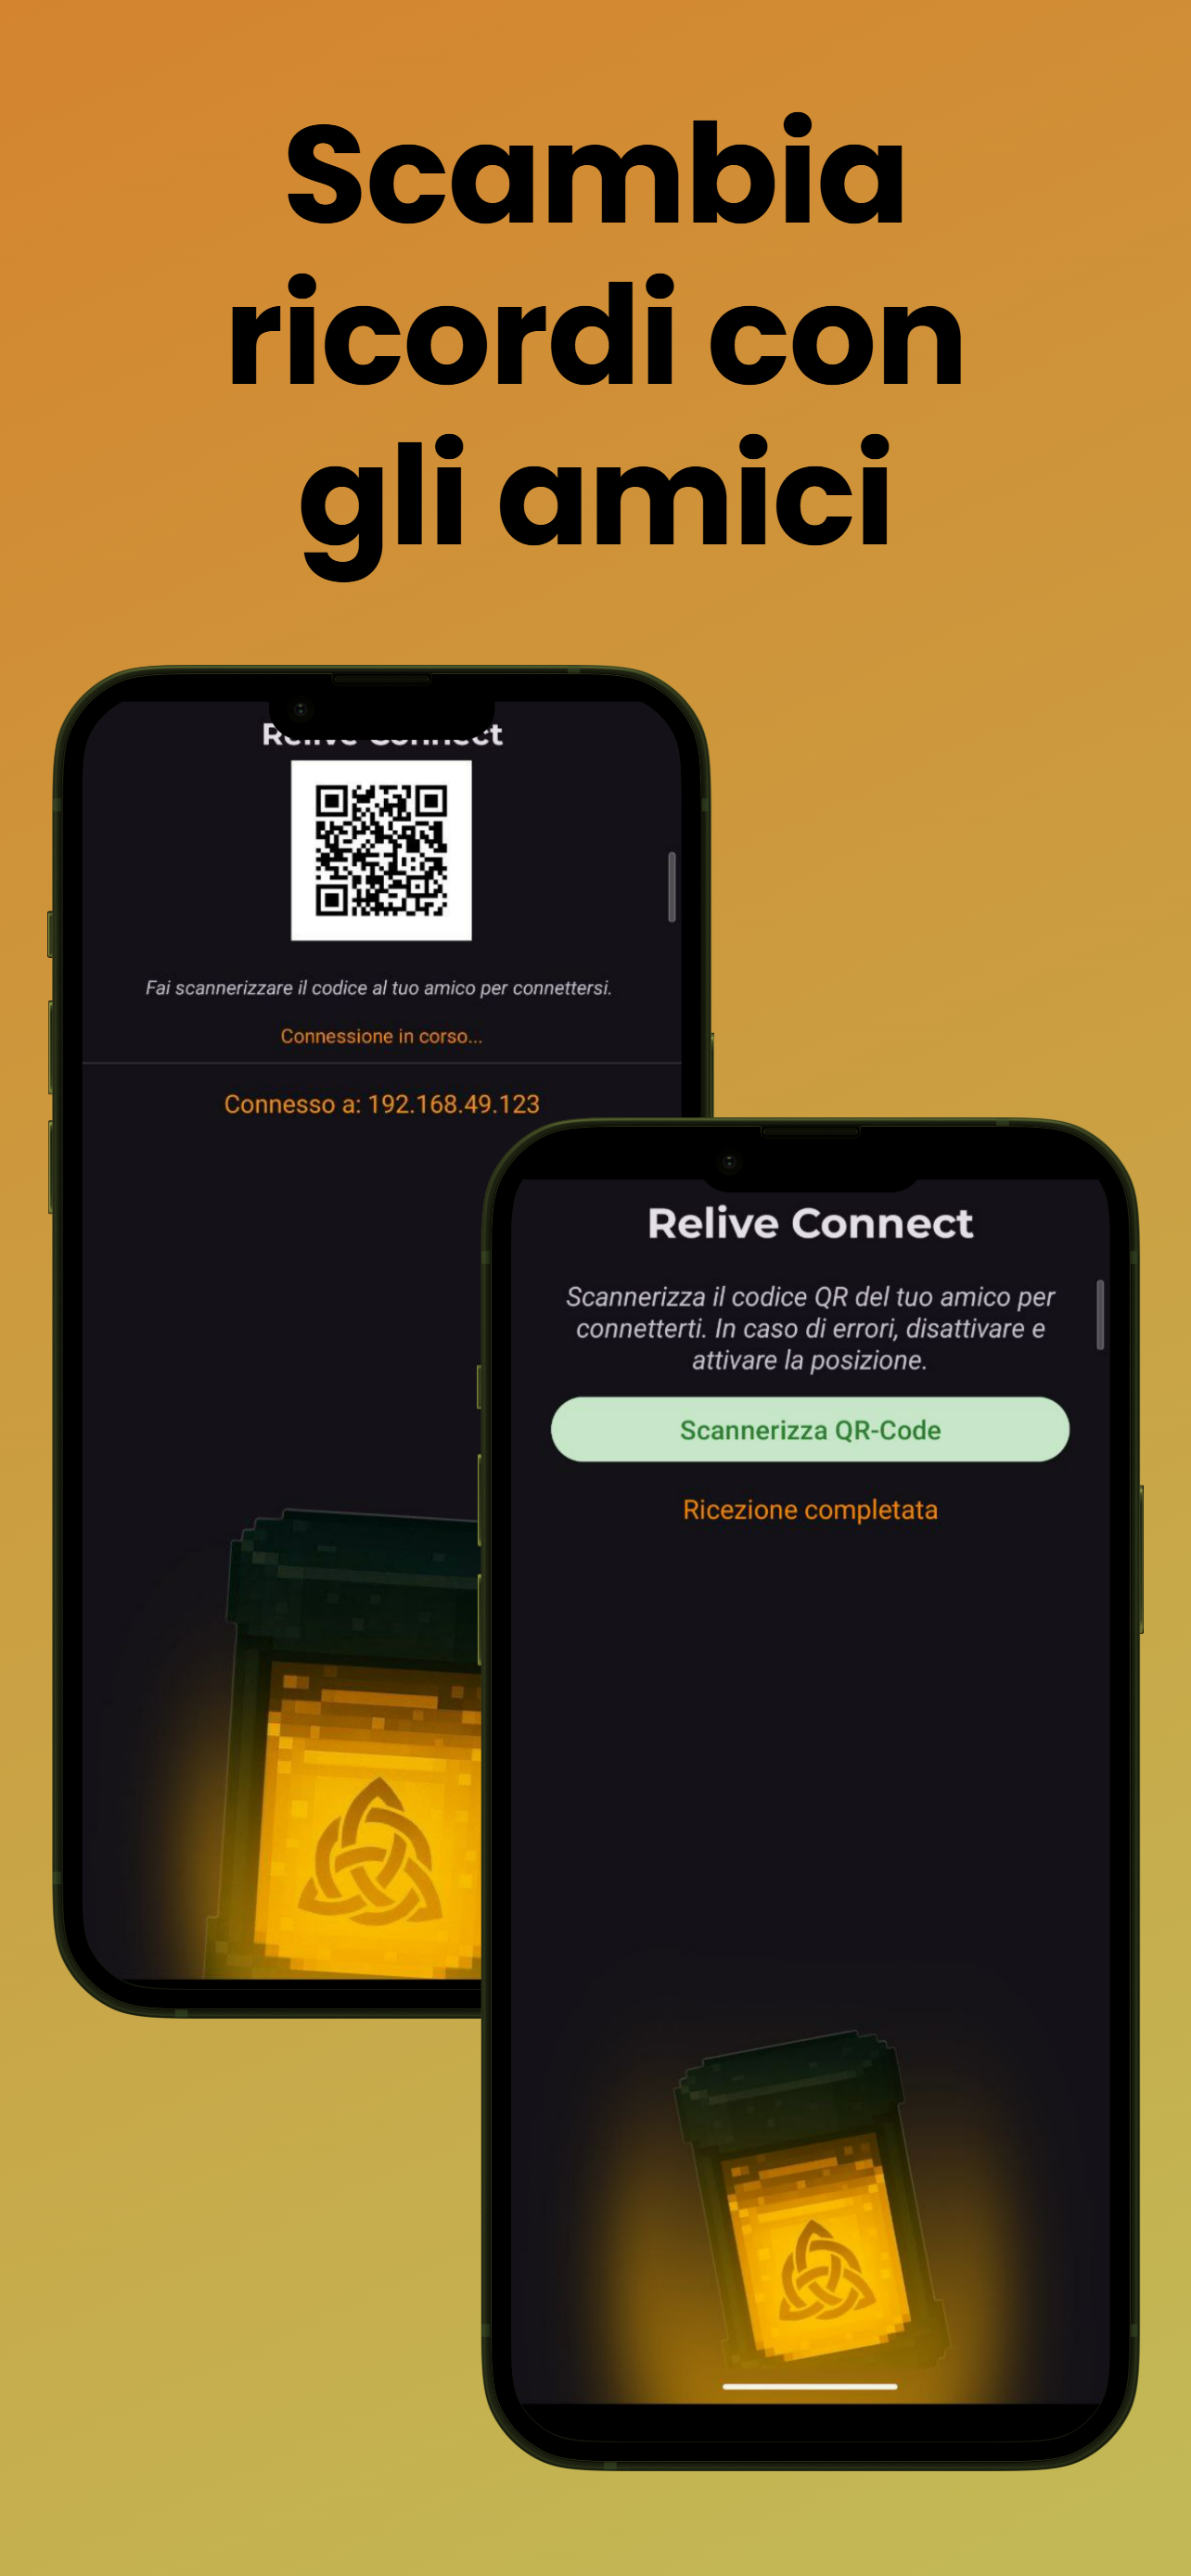 Scambia
ricordi con
gli amici
Relive Connect
Fai scannerizzare il codice al tuo amico per connettersi.
Connessione in corso...
Connesso a: 192.168.49.123
Relive Connect
Scannerizza il codice QR del tuo amico per
connetterti. In caso di errori, disattivare e
attivare la posizione.
Scannerizza QR-Code
Ricezione completata